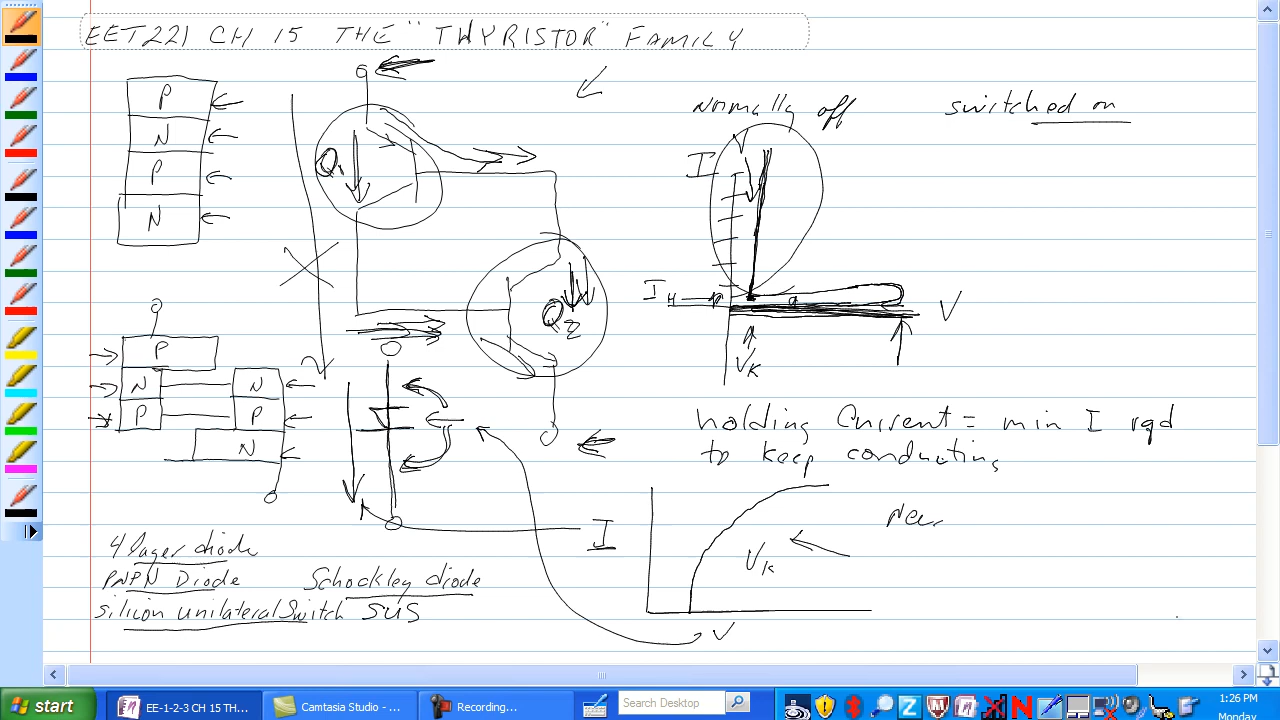 EET221 CH 15 THE "THYRISTOR" FAMILY
P
N
P
N
Q1
Q2
Normally off
switched on
I
IH
V
VK
P
N N
P P
N
holding Current = min I rqd
to keep conducting
I
VK
V
4 layer diode
PNPN Diode
Schockley diode
silicon unilateral Switch SUS
start
EE-1-2-3 CH 15 TH...
Camtasia Studio - ...
Recording...
Search Desktop
1:26 PM
Monday